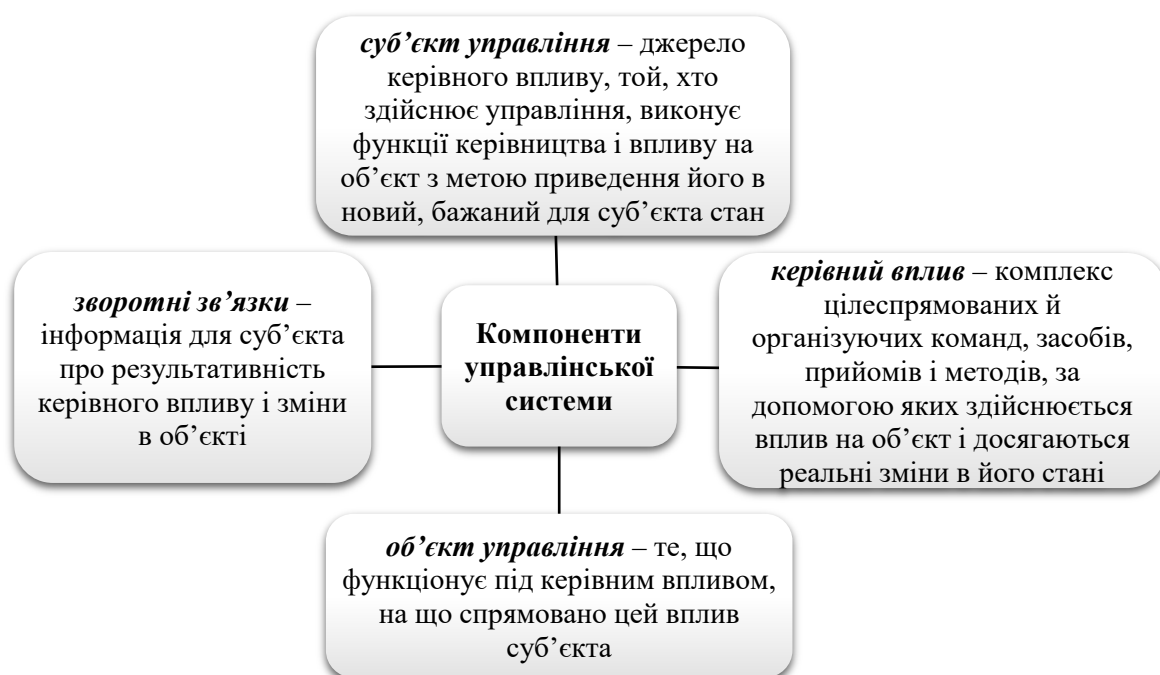 суб’єкт управління – джерело
керівного впливу, той, хто
здійснює управління, виконує
функції керівництва і впливу на
об’єкт з метою приведення його в
новий, бажаний для суб’єкта стан
зворотні зв’язки –
інформація для суб’єкта
про результативність
керівного впливу і зміни
в об’єкті
Компоненти
управлінської
системи
керівний вплив – комплекс
цілеспрямованих й
організуючих команд, засобів,
прийомів і методів, за
допомогою яких здійснюється
вплив на об’єкт і досягаються
реальні зміни в його стані
об’єкт управління – те, що
функціонує під керівним впливом,
на що спрямовано цей вплив
суб’єкта